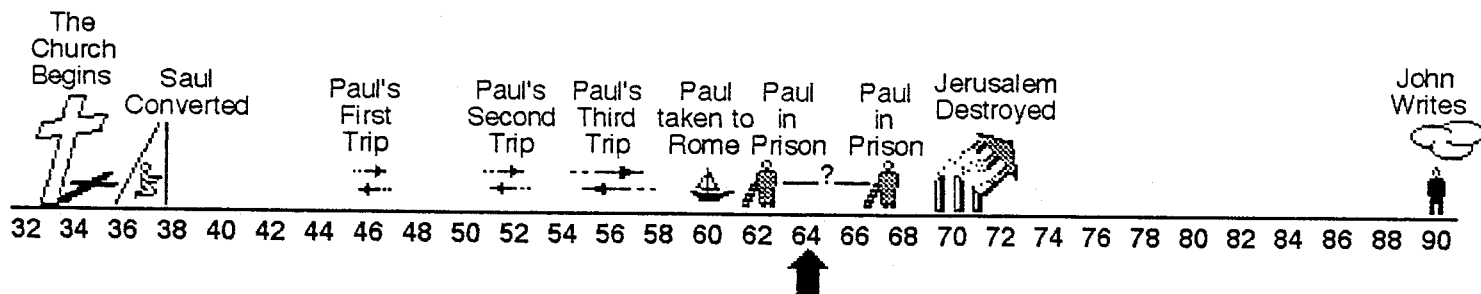 The
Church
Begins
Saul
Converted
Paul's
First
Trip
Paul's
Second
Trip
Paul's
Third
Trip
Paul
taken to
Rome
Paul
in
Prison
?
Paul
in
Prison
Jerusalem
Destroyed
John
Writes
32 34 36 38 40 42 44 46 48 50 52 54 56 58 60 62 64 66 68 70 72 74 76 78 80 82 84 86 88 90